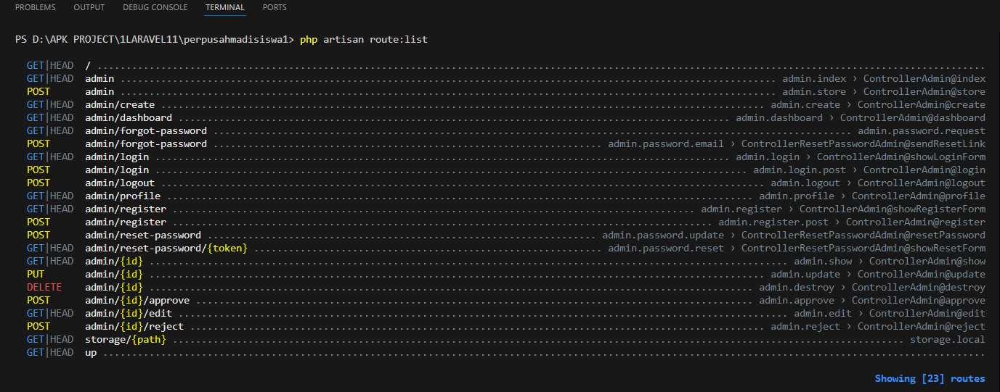 PROBLEMS OUTPUT DEBUG CONSOLE TERMINAL PORTS
PS D:\APK PROJECT\1LARAVEL11\perpusahmadisiswa1> php artisan route:list
GET|HEAD / ........................................................................................................................................................
GET|HEAD admin ................................................................................................................ admin.index › ControllerAdmin@index
POST admin ................................................................................................................ admin.store › ControllerAdmin@store
GET|HEAD admin/create ....................................................................................................... admin.create › ControllerAdmin@create
GET|HEAD admin/dashboard .............................................................................................. admin.dashboard › ControllerAdmin@dashboard
GET|HEAD admin/forgot-password ............................................................................................................. admin.password.request
POST admin/forgot-password .................................................................... admin.password.email › ControllerResetPasswordAdmin@sendResetLink
GET|HEAD admin/login .................................................................................................. admin.login › ControllerAdmin@showLoginForm
POST admin/login ..................................................................................................... admin.login.post › ControllerAdmin@login
POST admin/logout ....................................................................................................... admin.logout › ControllerAdmin@logout
GET|HEAD admin/profile .................................................................................................... admin.profile › ControllerAdmin@profile
GET|HEAD admin/register ......................................................................................... admin.register › ControllerAdmin@showRegisterForm
POST admin/register ............................................................................................ admin.register.post › ControllerAdmin@register
POST admin/reset-password .................................................................. admin.password.update › ControllerResetPasswordAdmin@resetPassword
GET|HEAD admin/reset-password/{token} ............................................................ admin.password.reset › ControllerResetPasswordAdmin@showResetForm
GET|HEAD admin/{id} ............................................................................................................. admin.show › ControllerAdmin@show
PUT admin/{id} ......................................................................................................... admin.update › ControllerAdmin@update
DELETE admin/{id} ....................................................................................................... admin.destroy › ControllerAdmin@destroy
POST admin/{id}/approve ............................................................................................... admin.approve › ControllerAdmin@approve
GET|HEAD admin/{id}/edit ........................................................................................................ admin.edit › ControllerAdmin@edit
POST admin/{id}/reject .................................................................................................. admin.reject › ControllerAdmin@reject
GET|HEAD storage/{path} ............................................................................................................................ storage.local
GET|HEAD up .......................................................................................................................................................
Showing [23] routes